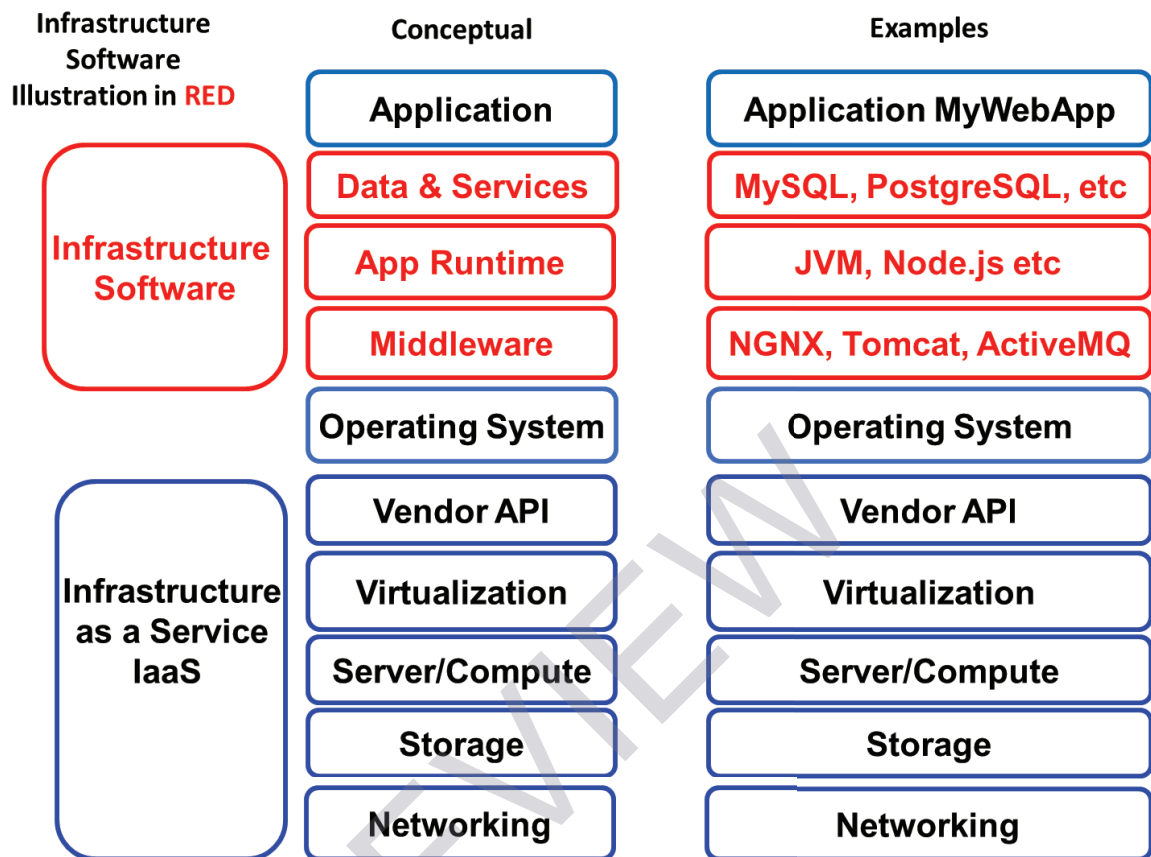 Infrastructure
Software
Illustration in RED
Conceptual
Examples
Application
Application MyWebApp
Infrastructure
Software
Data & Services
MySQL, PostgreSQL, etc
App Runtime
JVM, Node.js etc
Middleware
NGNX, Tomcat, ActiveMQ
Operating System
Operating System
Infrastructure
as a Service
IaaS
Vendor API
Vendor API
Virtualization
Virtualization
Server/Compute
Server/Compute
Storage
Storage
Networking
Networking
EVIEW